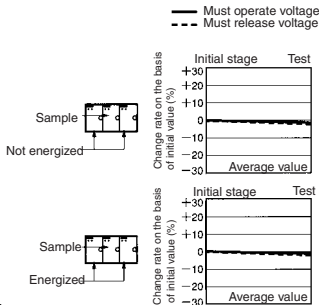 Must operate voltage
Must release voltage
Initial stage Test
Change rate on the basis
of initial value (%)
+30
+20
+10
0
−10
−20
−30
Average value
Sample
Not energized
Initial stage Test
Change rate on the basis
of initial value (%)
+30
+20
+10
0
−10
−20
−30
Average value
Sample
Energized